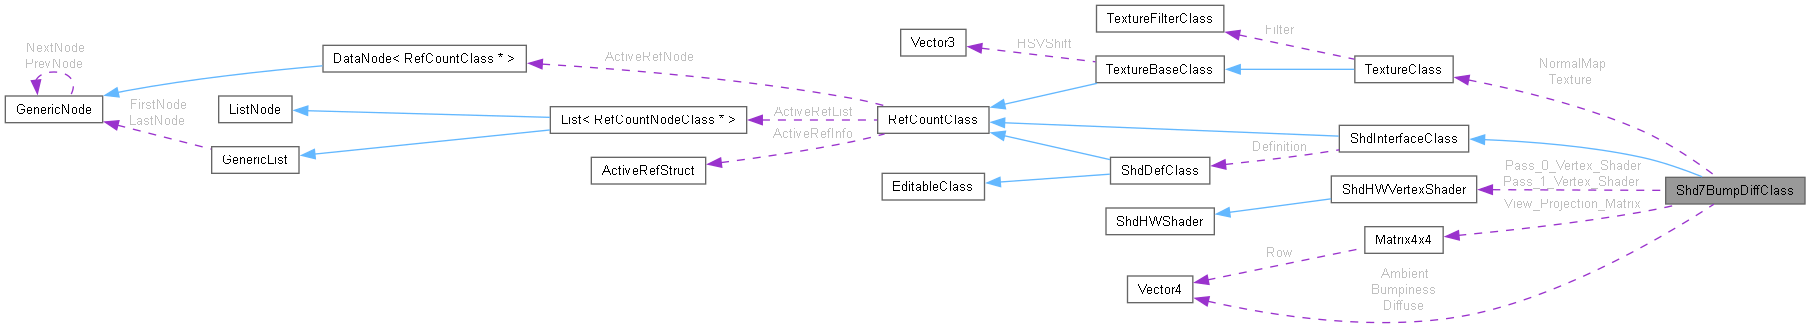 NextNode
PrevNode
GenericNode
DataNode< RefCountClass * >
ListNode
FirstNode
LastNode
GenericList
List< RefCountNodeClass * >
ActiveRefStruct
ActiveRefNode
ActiveRefList
ActiveRefInfo
Vector3
HSVShift
RefCountClass
EditableClass
TextureFilterClass
Filter
TextureBaseClass
TextureClass
ShdDefClass
Definition
ShdInterfaceClass
ShdHWShader
ShdHWVertexShader
Matrix4x4
Row
Vector4
NormalMap
Texture
Pass_0_Vertex_Shader
Pass_1_Vertex_Shader
View_Projection_Matrix
Ambient
Bumpiness
Diffuse
Shd7BumpDiffClass